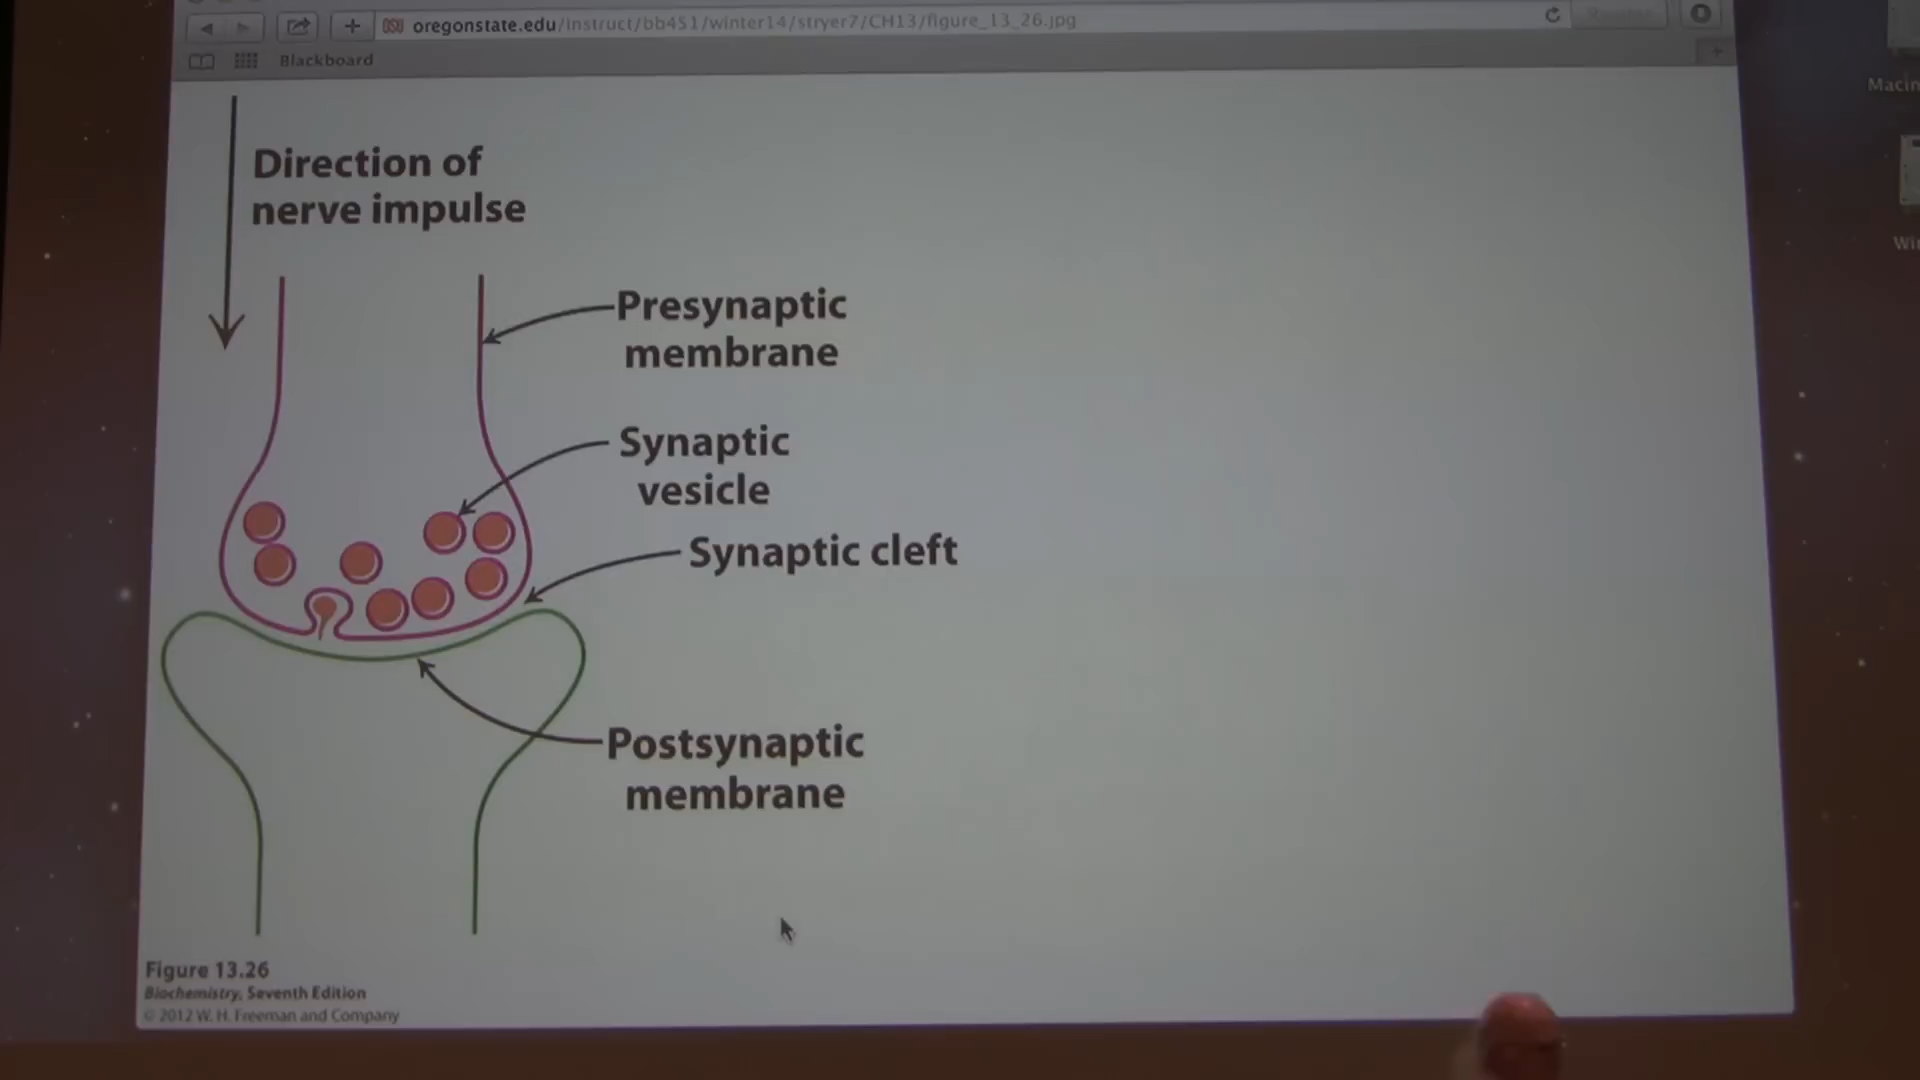 oregonstate.edu/instruct/bb451/winter14/stryer7/CH13/figure_13_26.jpg
Blackboard
Direction of
nerve impulse
Presynaptic
membrane
Synaptic
vesicle
Synaptic cleft
Postsynaptic
membrane
Figure 13.26
Biochemistry, Seventh Edition
© 2012 W. H. Freeman and Company